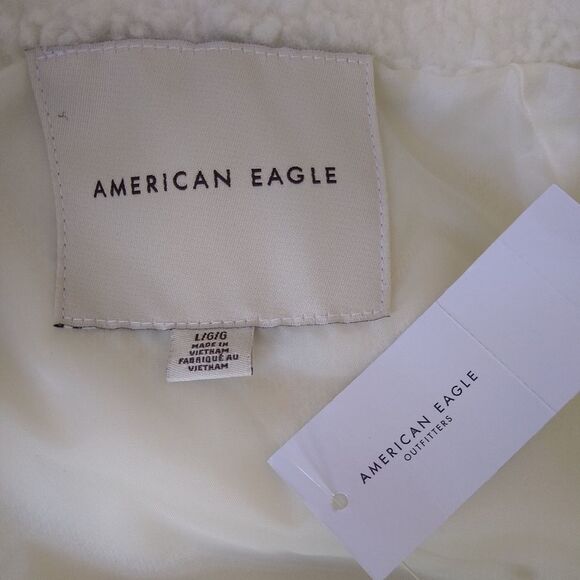 AMERICAN EAGLE
L/G/G
MADE IN
VIETNAM
FABRIQUÉ AU
VIETNAM
AMERICAN EAGLE
OUTFITTERS